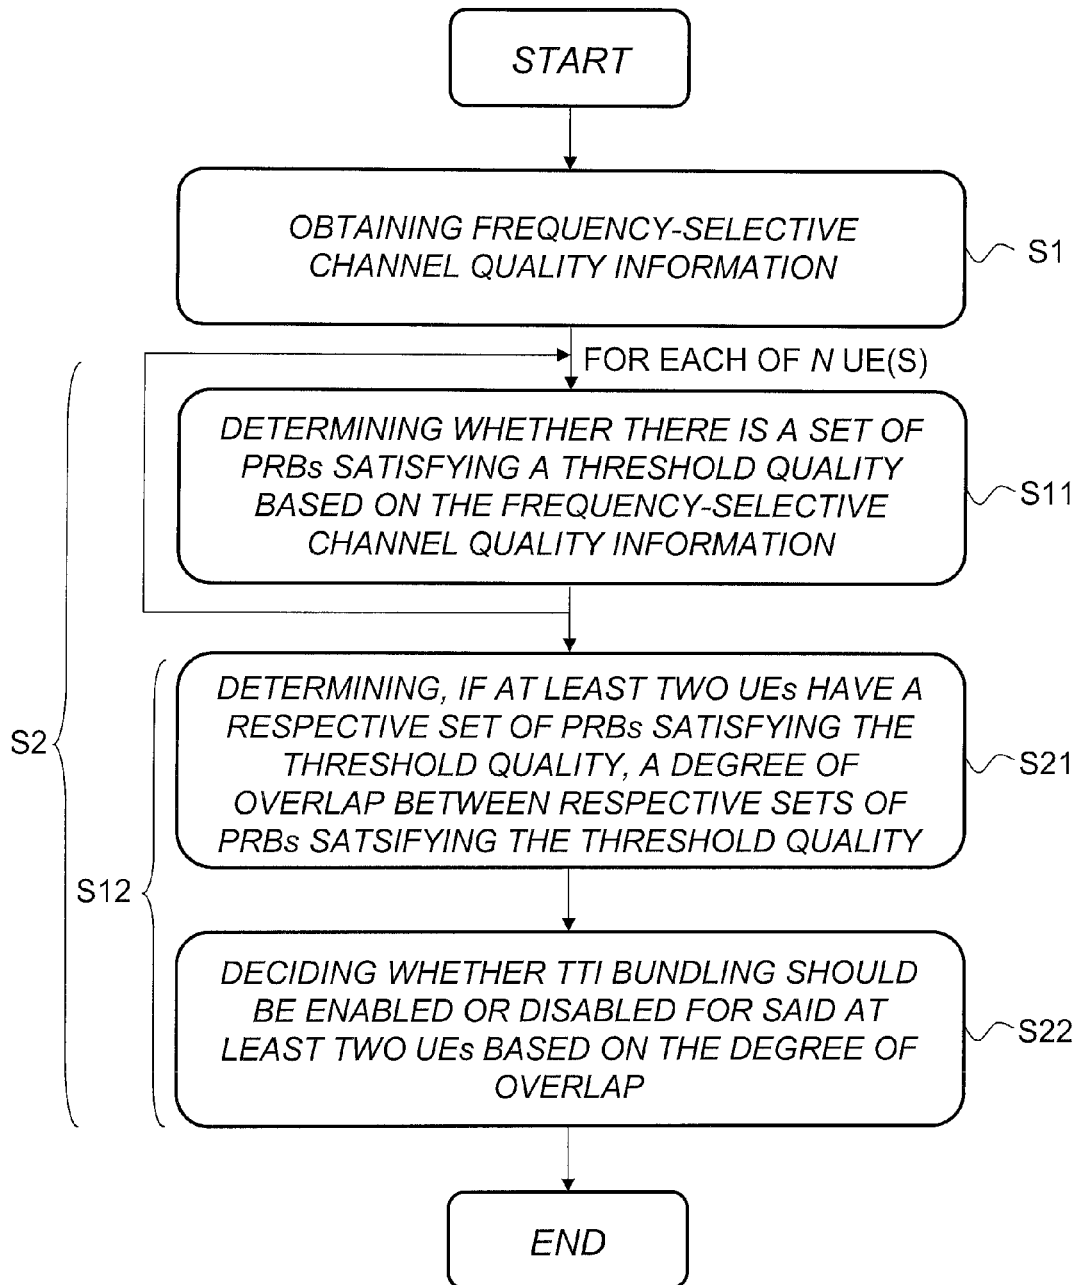 START
OBTAINING FREQUENCY-SELECTIVE
CHANNEL QUALITY INFORMATION
S1
FOR EACH OF N UE(S)
DETERMINING WHETHER THERE IS A SET OF
PRBs SATISFYING A THRESHOLD QUALITY
BASED ON THE FREQUENCY-SELECTIVE
CHANNEL QUALITY INFORMATION
S11
DETERMINING, IF AT LEAST TWO UEs HAVE A
RESPECTIVE SET OF PRBs SATISFYING THE
THRESHOLD QUALITY, A DEGREE OF
OVERLAP BETWEEN RESPECTIVE SETS OF
PRBs SATSIFYING THE THRESHOLD QUALITY
S21
S2
S12
DECIDING WHETHER TTI BUNDLING SHOULD
BE ENABLED OR DISABLED FOR SAID AT
LEAST TWO UEs BASED ON THE DEGREE OF
OVERLAP.
S22
END